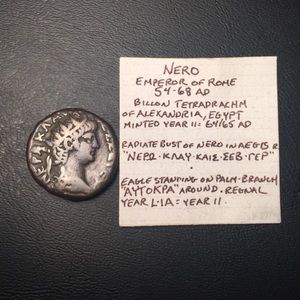 NERO
EMPEROR OF ROME
54-68 AD
BILLON TETRADRACHM
OF ALEXANDRIA, EGYPT
MINTED YEAR 11: 64/65 AD
RADIATE BUST OF NERO IN AEGIS R.
"ΝΕΡΩ·ΚΛΑΥ·ΚΑΙΣ·ΣΕΒ·ΓΕΡ"
EAGLE STANDING ON PALM-BRANCH
"ΑΥΤΟΚΡΑ" AROUND. REGNAL
YEAR L·ΙΑ = YEAR 11.